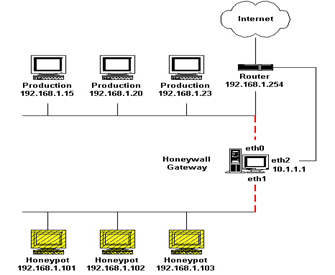 Internet
Production
192.168.1.15
Production
192.168.1.20
Production
192.168.1.23
Router
192.168.1.254
Honeywall
Gateway
eth0
eth2
10.1.1.1
eth1
Honeypot
192.168.1.101
Honeypot
192.168.1.102
Honeypot
192.168.1.103